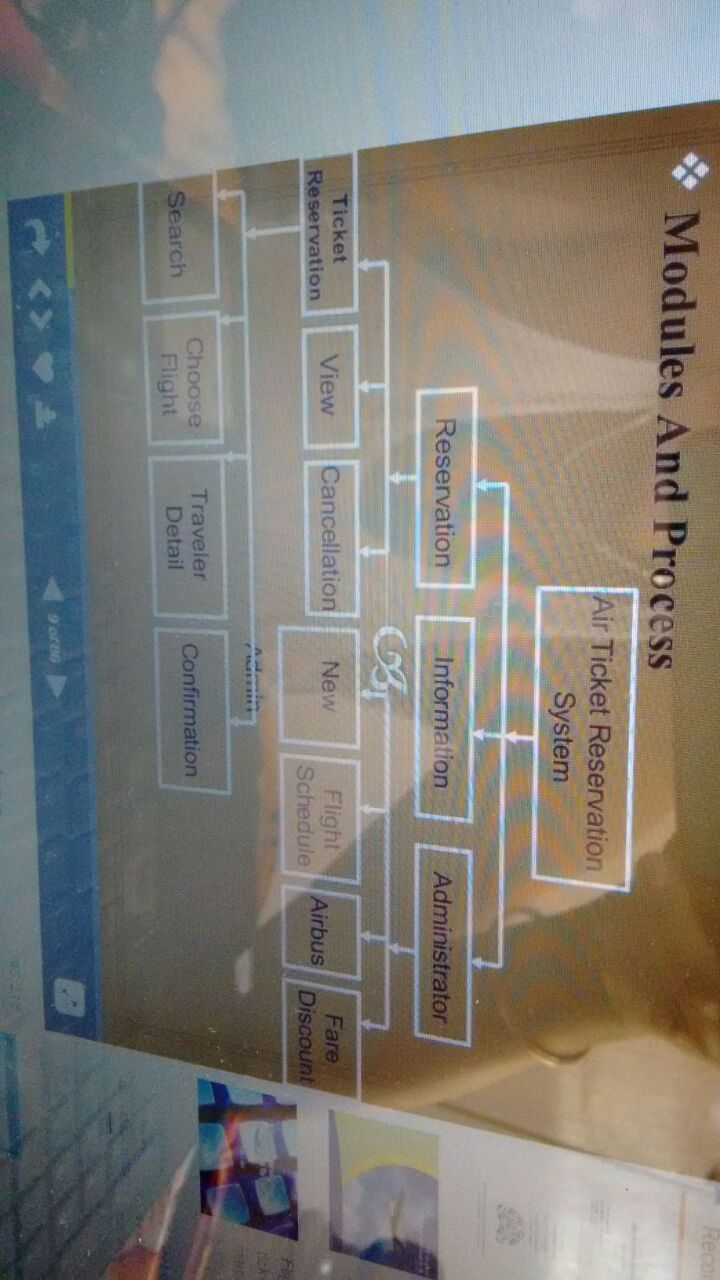 Modules And Process
Air Ticket Reservation
System
Reservation
Information
Administrator
Ticket
Reservation
View
Cancellation
New
Flight
Schedule
Airbus
Fare
Discount
Admin
Search
Choose
Flight
Traveler
Detail
Confirmation
9 of 86